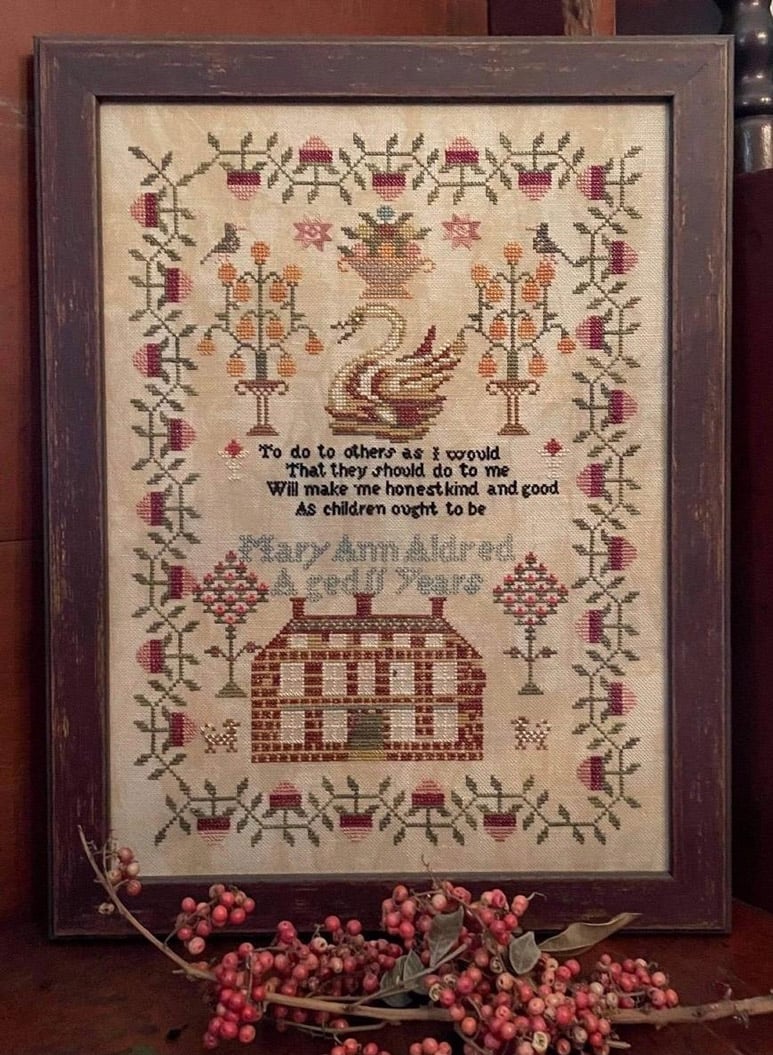 To do to others as I would
That they should do to me
Will make me honest kind and good
As children ought to be
Mary Ann Aldred
Aged 11 Years